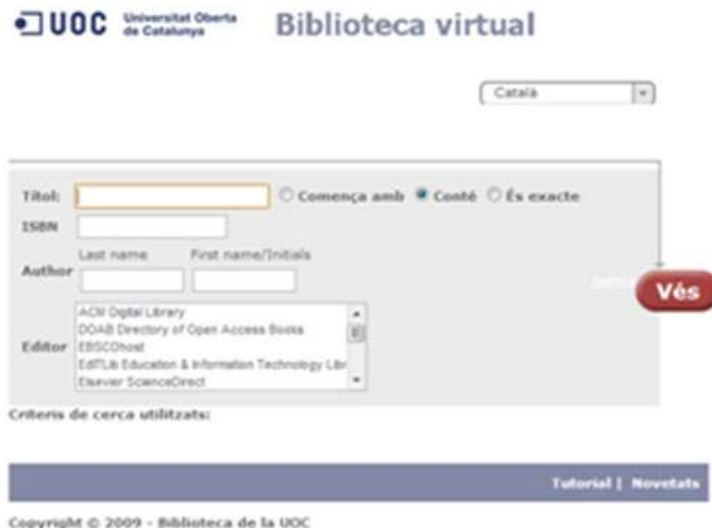 UOC Universitat Oberta de Catalunya Biblioteca virtual
Català
Títol: Comença amb Conté És exacte
ISBN
Last name First name/Initials
Author
Vés
ACM Digital Library
DOAB Directory of Open Access Books
Editor EBSCOhost
EdITLib Education & Information Technology Libr
Elsevier ScienceDirect
Criteris de cerca utilitzats:
Tutorial | Novetats
Copyright © 2009 - Biblioteca de la UOC